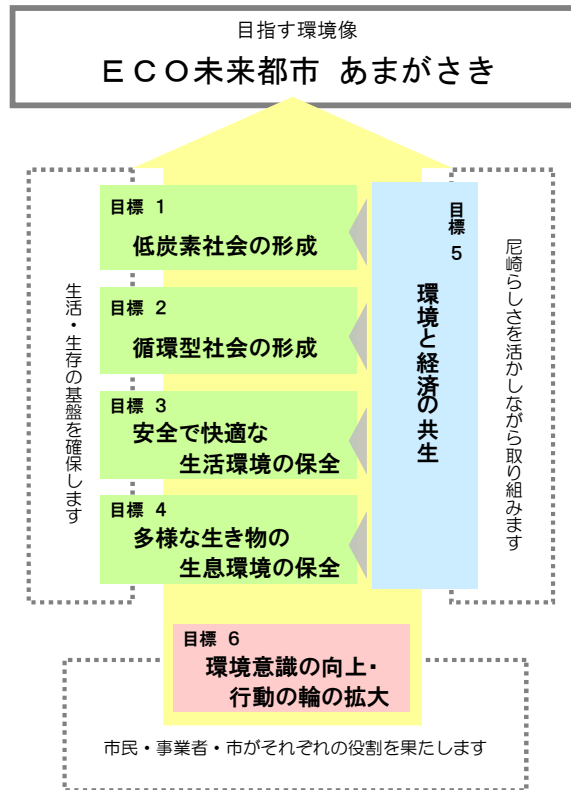 目指す環境像
ＥＣＯ未来都市 あまがさき
生活・生存の基盤を確保します
目標 1
低炭素社会の形成
目標 2
循環型社会の形成
目標 3
安全で快適な
生活環境の保全
目標 4
多様な生き物の
生息環境の保全
目標 5
環境と経済の共生
尼崎らしさを活かしながら取り組みます
目標 6
環境意識の向上・
行動の輪の拡大
市民・事業者・市がそれぞれの役割を果たします